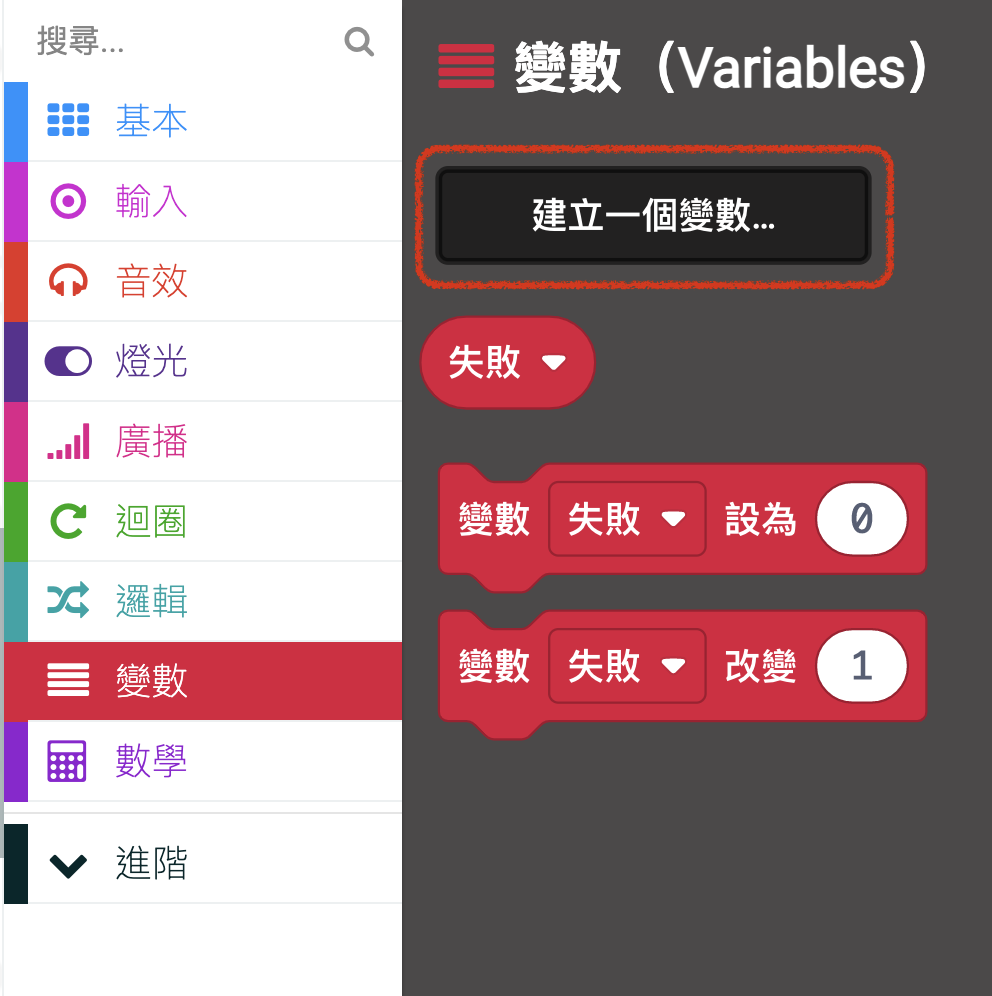 搜尋...
基本
輸入
音效
燈光
廣播
迴圈
邏輯
變數
數學
進階
變數（Variables）
建立一個變數...
失敗
變數 失敗 設為 0
變數 失敗 改變 1